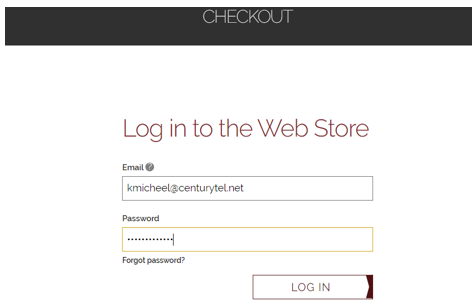 CHECKOUT
Log in to the Web Store
Email ?
kmicheel@centurytel.net
Password
•••••••••••••
Forgot password?
LOG IN